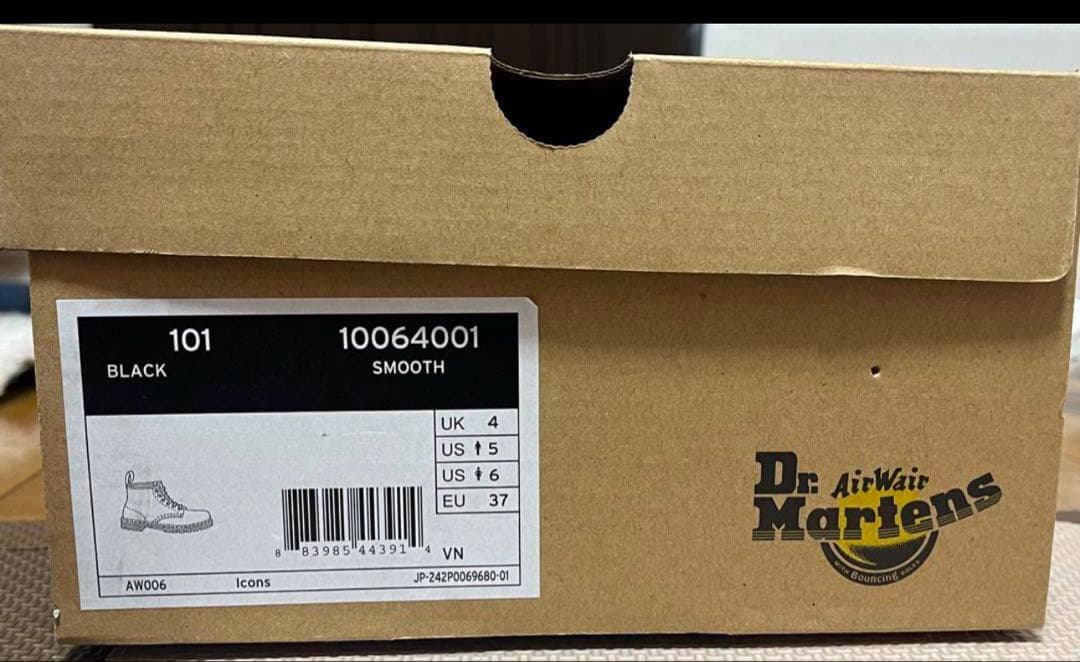 101 10064001
BLACK SMOOTH
UK 4
US 5
US 6
EU 37
8 83985 44391 4
VN
AW006 Icons JP-242P0069680-01
Dr. AirWair
Martens
WITH Bouncing SOLES